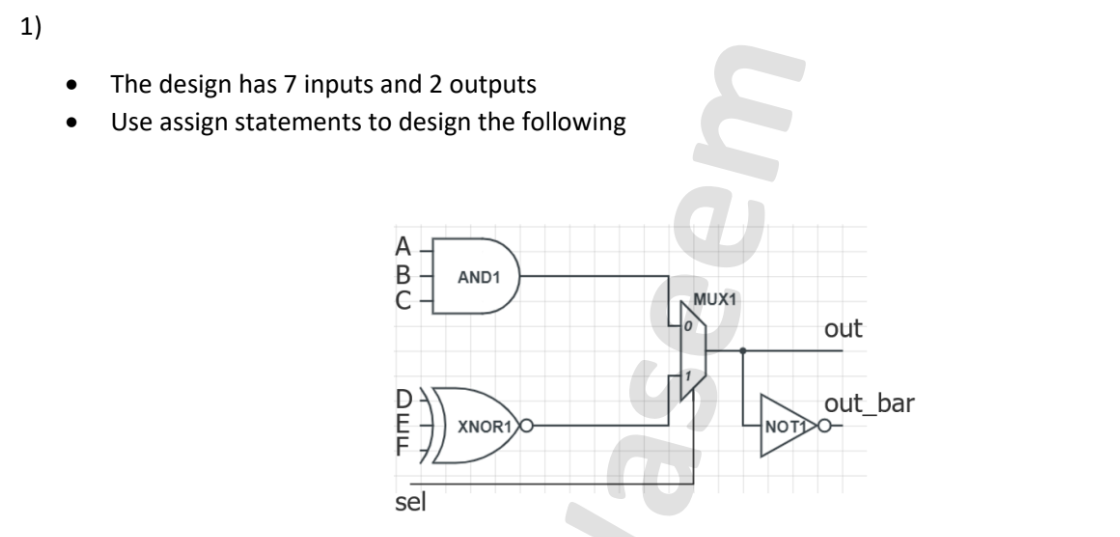 1)
• The design has 7 inputs and 2 outputs
• Use assign statements to design the following
A
B
C
AND1
MUX1
0
out
1
D
E
F
XNOR1
out_bar
NOT1
sel